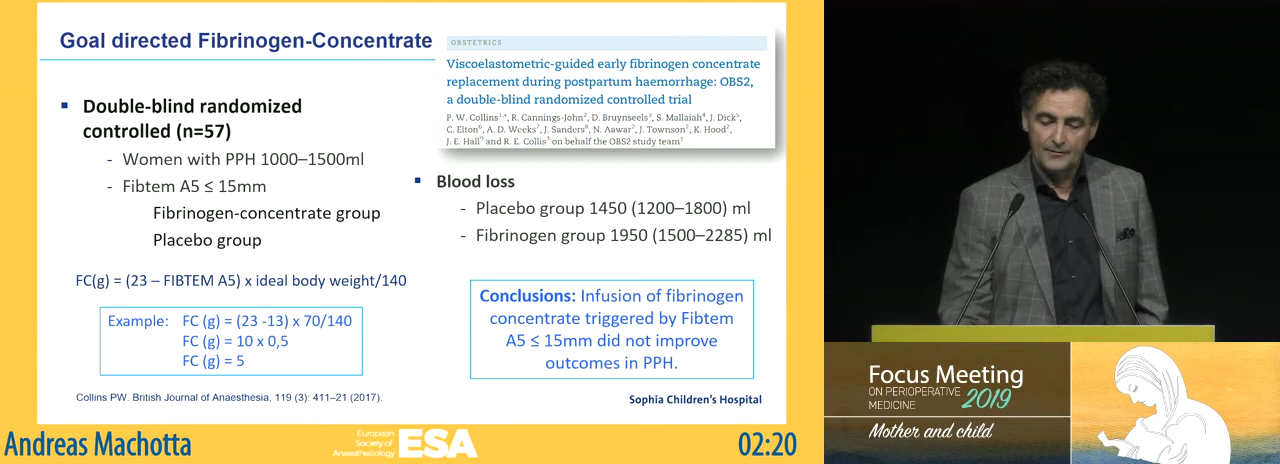 Goal directed Fibrinogen-Concentrate
OBSTETRICS
Viscoelastometric-guided early fibrinogen concentrate
replacement during postpartum haemorrhage: OBS2,
a double-blind randomized controlled trial
P. W. Collins¹,*, R. Cannings-John², D. Bruynseels³, S. Mallaiah⁴, J. Dick⁵,
C. Elton⁶, A. D. Weeks⁷, J. Sanders⁸, N. Aawar², J. Townson², K. Hood²,
J. E. Hall⁹ and R. E. Collis³ on behalf the OBS2 study team†
▪ Double-blind randomized
controlled (n=57)
- Women with PPH 1000–1500ml
- Fibtem A5 ≤ 15mm
Fibrinogen-concentrate group
Placebo group
FC(g) = (23 – FIBTEM A5) x ideal body weight/140
Example: FC (g) = (23 -13) x 70/140
FC (g) = 10 x 0,5
FC (g) = 5
▪ Blood loss
- Placebo group 1450 (1200–1800) ml
- Fibrinogen group 1950 (1500–2285) ml
Conclusions: Infusion of fibrinogen
concentrate triggered by Fibtem
A5 ≤ 15mm did not improve
outcomes in PPH.
Collins PW. British Journal of Anaesthesia, 119 (3): 411–21 (2017).
Sophia Children's Hospital
Andreas Machotta
European
Society of
Anaesthesiology
ESA
02:20
Focus Meeting
ON PERIOPERATIVE
MEDICINE
2019
Mother and child